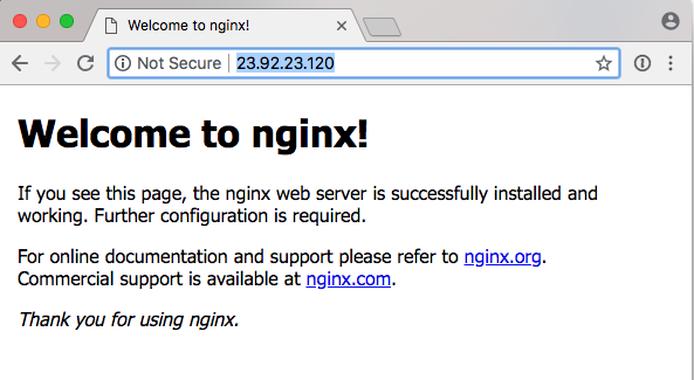 Welcome to nginx!
Not Secure | 23.92.23.120
Welcome to nginx!
If you see this page, the nginx web server is successfully installed and
working. Further configuration is required.
For online documentation and support please refer to nginx.org.
Commercial support is available at nginx.com.
Thank you for using nginx.